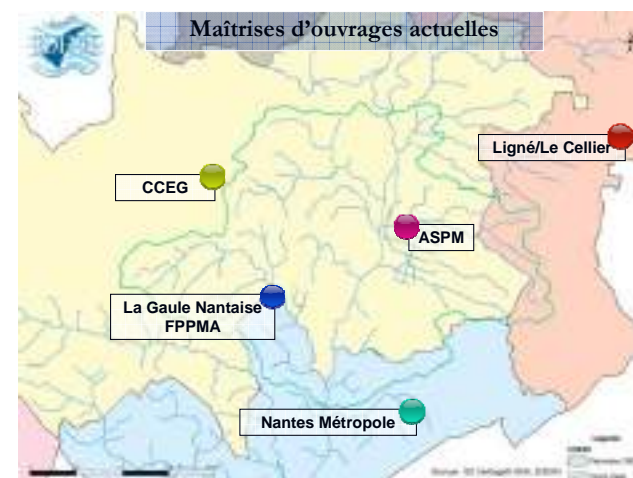 Maîtrises d'ouvrages actuelles
Ligné/Le Cellier
CCEG
ASPM
La Gaule Nantaise
FPPMA
Nantes Métropole